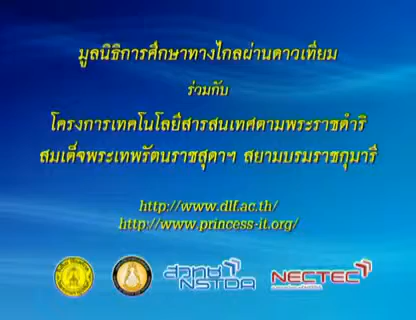 มูลนิธิการศึกษาทางไกลผ่านดาวเทียม
ร่วมกับ
โครงการเทคโนโลยีสารสนเทศตามพระราชดำริ
สมเด็จพระเทพรัตนราชสุดาฯ สยามบรมราชกุมารี
http://www.dlf.ac.th/
http://www.princess-it.org/
สวทช
NSTDA
NECTEC